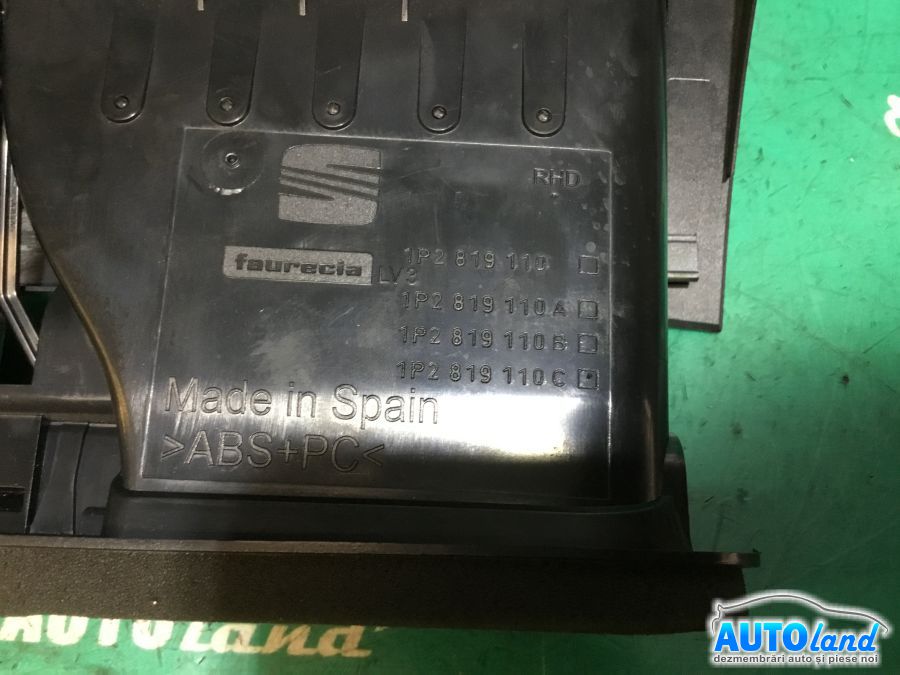 RHD
faurecia
LV3
1P2 819 110
1P2 819 110 A
1P2 819 110 B
1P2 819 110 C
Made in Spain
>ABS+PC<
AUTOland
AUTOland
dezmembrări auto și piese noi